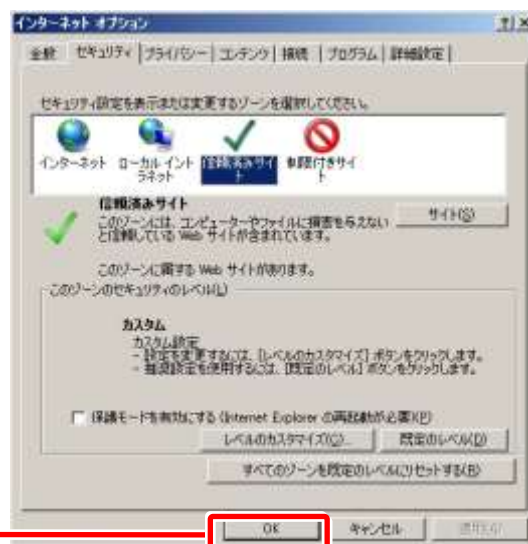 インターネット オプション
全般 セキュリティ プライバシー コンテンツ 接続 プログラム 詳細設定
セキュリティ設定を表示または変更するゾーンを選択してください。
インターネット ローカル イントラネット 信頼済みサイト 制限付きサイト
信頼済みサイト
このゾーンには、コンピューターやファイルに損害を与えない
と信頼している Web サイトが含まれています。
サイト(S)
このゾーンに属する Web サイトがあります。
このゾーンのセキュリティのレベル(L)
カスタム
カスタム設定
- 設定を変更するには、[レベルのカスタマイズ] ボタンをクリックします。
- 推奨設定を使用するには、[既定のレベル] ボタンをクリックします。
保護モードを有効にする (Internet Explorer の再起動が必要)(P)
レベルのカスタマイズ(C)... 既定のレベル(D)
すべてのゾーンを既定のレベルにリセットする(R)
OK キャンセル 適用(A)